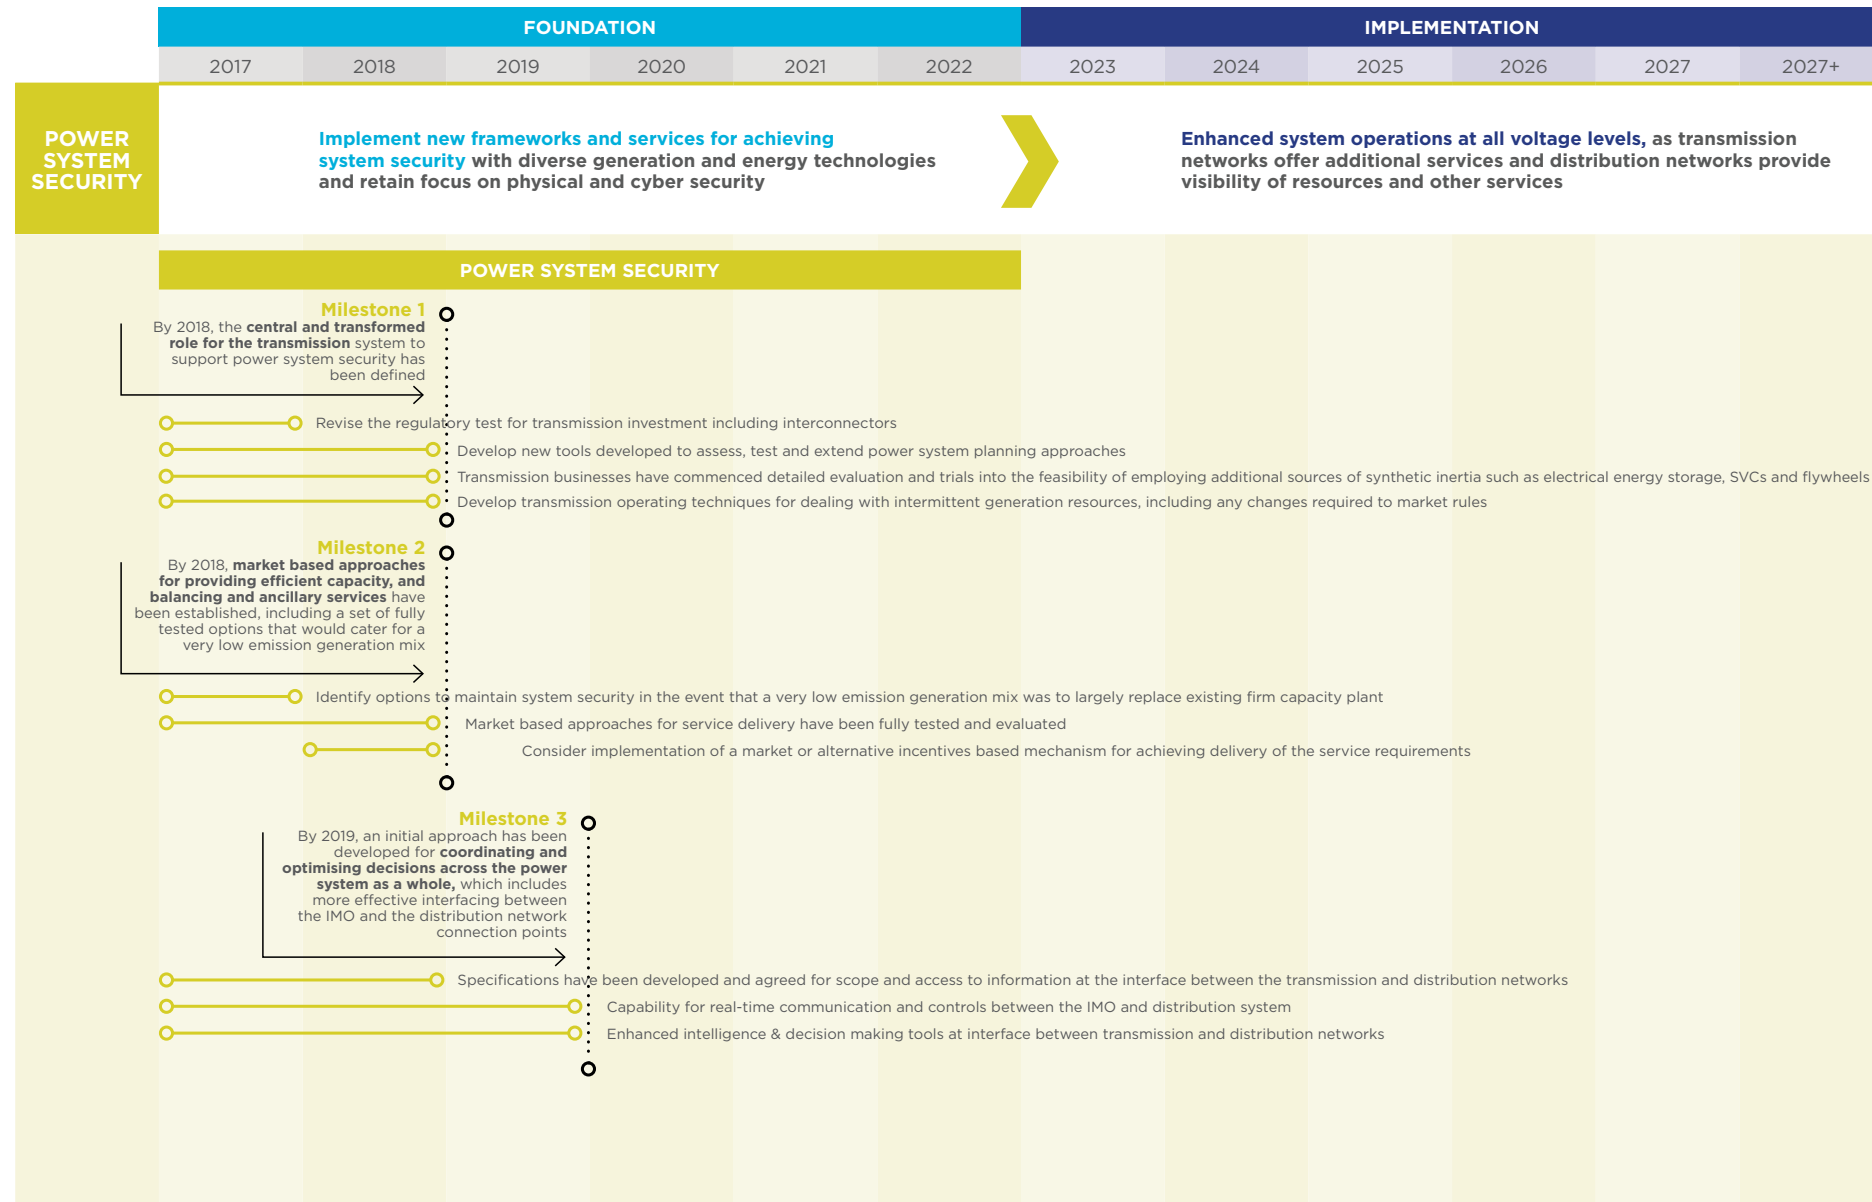 FOUNDATION
IMPLEMENTATION
2017
2018
2019
2020
2021
2022
2023
2024
2025
2026
2027
2027+
POWER
SYSTEM
SECURITY
Implement new frameworks and services for achieving
system security with diverse generation and energy technologies
and retain focus on physical and cyber security
Enhanced system operations at all voltage levels, as transmission
networks offer additional services and distribution networks provide
visibility of resources and other services
POWER SYSTEM SECURITY
Milestone 1
By 2018, the central and transformed
role for the transmission system to
support power system security has
been defined
Revise the regulatory test for transmission investment including interconnectors
Develop new tools developed to assess, test and extend power system planning approaches
Transmission businesses have commenced detailed evaluation and trials into the feasibility of employing additional sources of synthetic inertia such as electrical energy storage, SVCs and flywheels
Develop transmission operating techniques for dealing with intermittent generation resources, including any changes required to market rules
Milestone 2
By 2018, market based approaches
for providing efficient capacity, and
balancing and ancillary services have
been established, including a set of fully
tested options that would cater for a
very low emission generation mix
Identify options to maintain system security in the event that a very low emission generation mix was to largely replace existing firm capacity plant
Market based approaches for service delivery have been fully tested and evaluated
Consider implementation of a market or alternative incentives based mechanism for achieving delivery of the service requirements
Milestone 3
By 2019, an initial approach has been
developed for coordinating and
optimising decisions across the power
system as a whole, which includes
more effective interfacing between
the IMO and the distribution network
connection points
Specifications have been developed and agreed for scope and access to information at the interface between the transmission and distribution networks
Capability for real-time communication and controls between the IMO and distribution system
Enhanced intelligence & decision making tools at interface between transmission and distribution networks